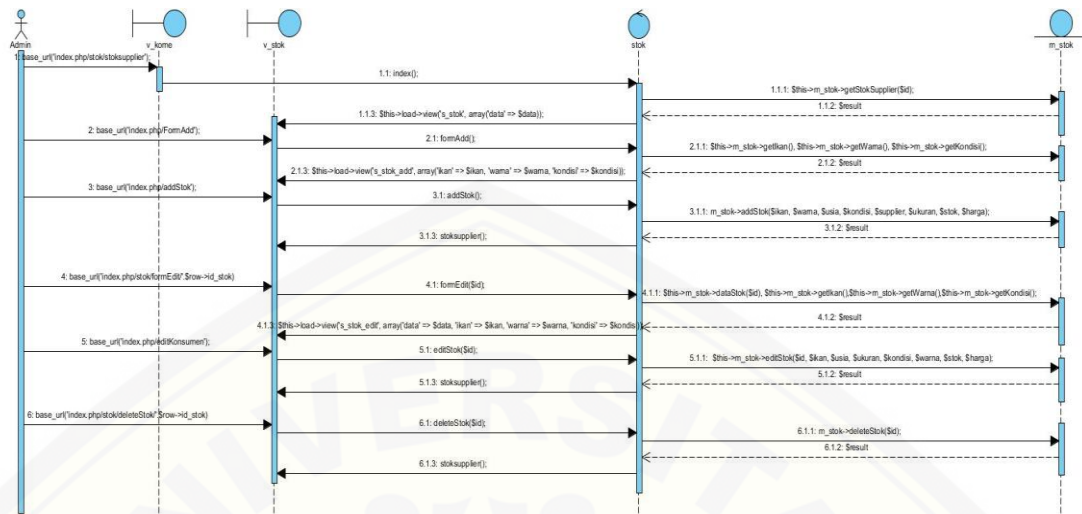 Admin
v_home
v_stok
stok
m_stok
1: base_url('index.php/stok/stoksupplier');
1.1: index();
1.1.1: $this->m_stok->getStokSupplier($id);
1.1.2: $result
1.1.3: $this->load->view('s_stok', array('data' => $data));
2: base_url('index.php/FormAdd');
2.1: formAdd();
2.1.1: $this->m_stok->getIkan(), $this->m_stok->getWarna(), $this->m_stok->getKondisi();
2.1.2: $result
2.1.3: $this->load->view('s_stok_add', array('ikan' => $ikan, 'warna' => $warna, 'kondisi' => $kondisi));
3: base_url('index.php/addStok');
3.1: addStok();
3.1.1: m_stok->addStok($ikan, $warna, $usia, $kondisi, $supplier, $ukuran, $stok, $harga);
3.1.2: $result
3.1.3: stoksupplier();
4: base_url('index.php/stok/formEdit/'.$row->id_stok)
4.1: formEdit($id);
4.1.1: $this->m_stok->dataStok($id), $this->m_stok->getIkan(),$this->m_stok->getWarna(),$this->m_stok->getKondisi();
4.1.2: $result
4.1.3: $this->load->view('s_stok_edit', array('data' => $data, 'ikan' => $ikan, 'warna' => $warna, 'kondisi' => $kondisi));
5: base_url('index.php/editKonsumen');
5.1: editStok($id);
5.1.1: $this->m_stok->editStok($id, $ikan, $usia, $ukuran, $kondisi, $warna, $stok, $harga);
5.1.2: $result
5.1.3: stoksupplier();
6: base_url('index.php/stok/deleteStok/'.$row->id_stok)
6.1: deleteStok($id);
6.1.1: m_stok->deleteStok($id);
6.1.2: $result
6.1.3: stoksupplier();